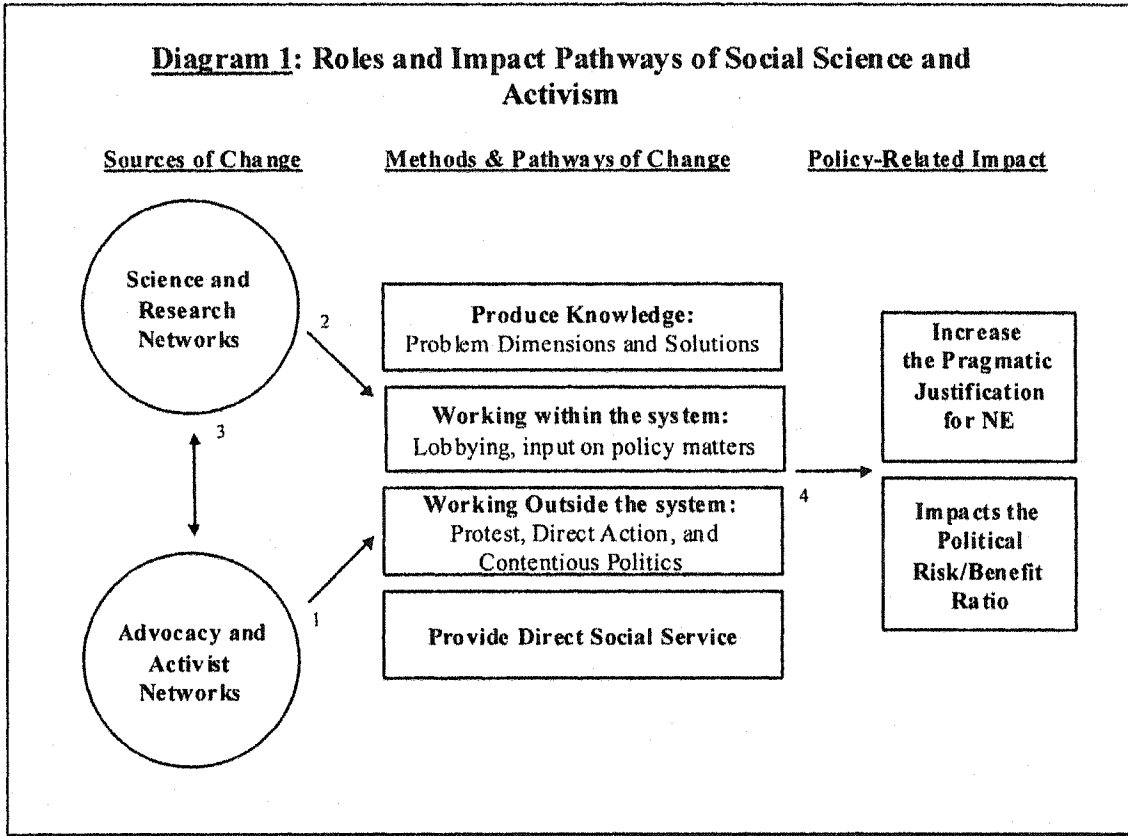 Diagram 1: Roles and Impact Pathways of Social Science and
Activism
Sources of Change
Methods & Pathways of Change
Policy-Related Impact
Science and
Research
Networks
2
3
Advocacy and
Activist
Networks
1
Produce Knowledge:
Problem Dimensions and Solutions
Working within the system:
Lobbying, input on policy matters
Working Outside the system:
Protest, Direct Action, and
Contentious Politics
Provide Direct Social Service
4
Increase
the Pragmatic
Justification
for NE
Impacts the
Political
Risk/Benefit
Ratio